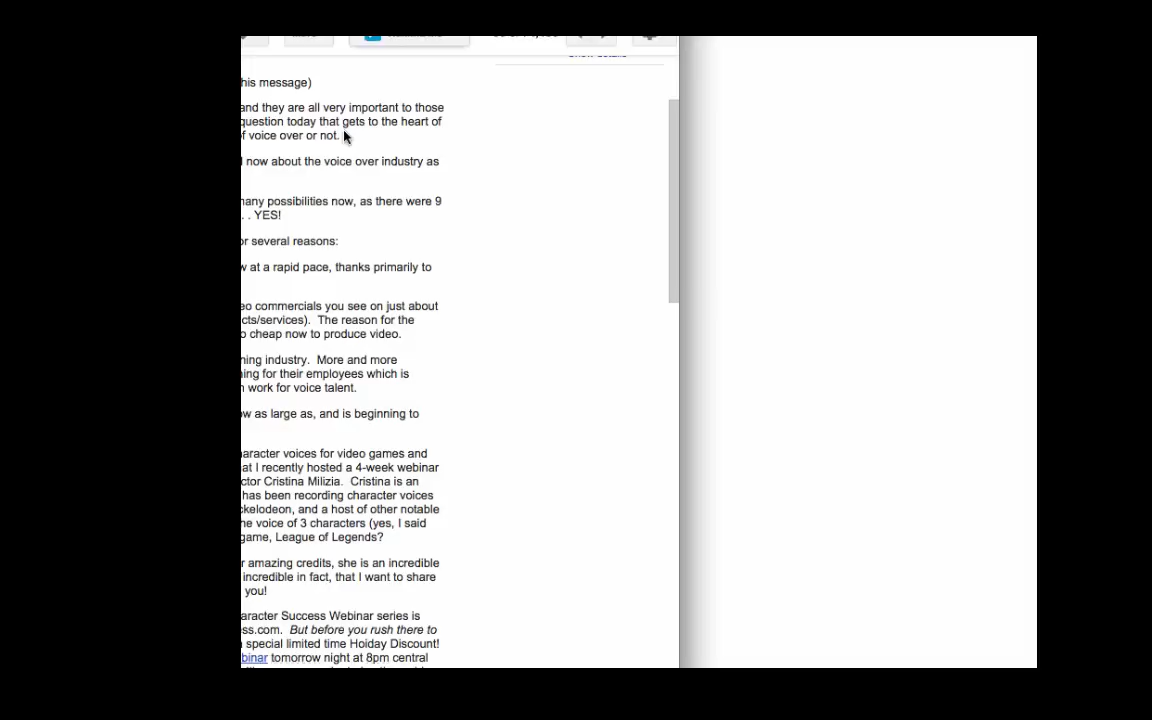 his message)
and they are all very important to those
question today that gets to the heart of
f voice over or not.
now about the voice over industry as
many possibilities now, as there were 9
. . YES!
or several reasons:
w at a rapid pace, thanks primarily to
eo commercials you see on just about
cts/services).  The reason for the
o cheap now to produce video.
ning industry.  More and more
ning for their employees which is
work for voice talent.
ow as large as, and is beginning to
haracter voices for video games and
at I recently hosted a 4-week webinar
ctor Cristina Milizia.  Cristina is an
has been recording character voices
ckelodeon, and a host of other notable
he voice of 3 characters (yes, I said
game, League of Legends?
r amazing credits, she is an incredible
incredible in fact, that I want to share
you!
aracter Success Webinar series is
ss.com.  But before you rush there to
special limited time Hoiday Discount!
binar tomorrow night at 8pm central